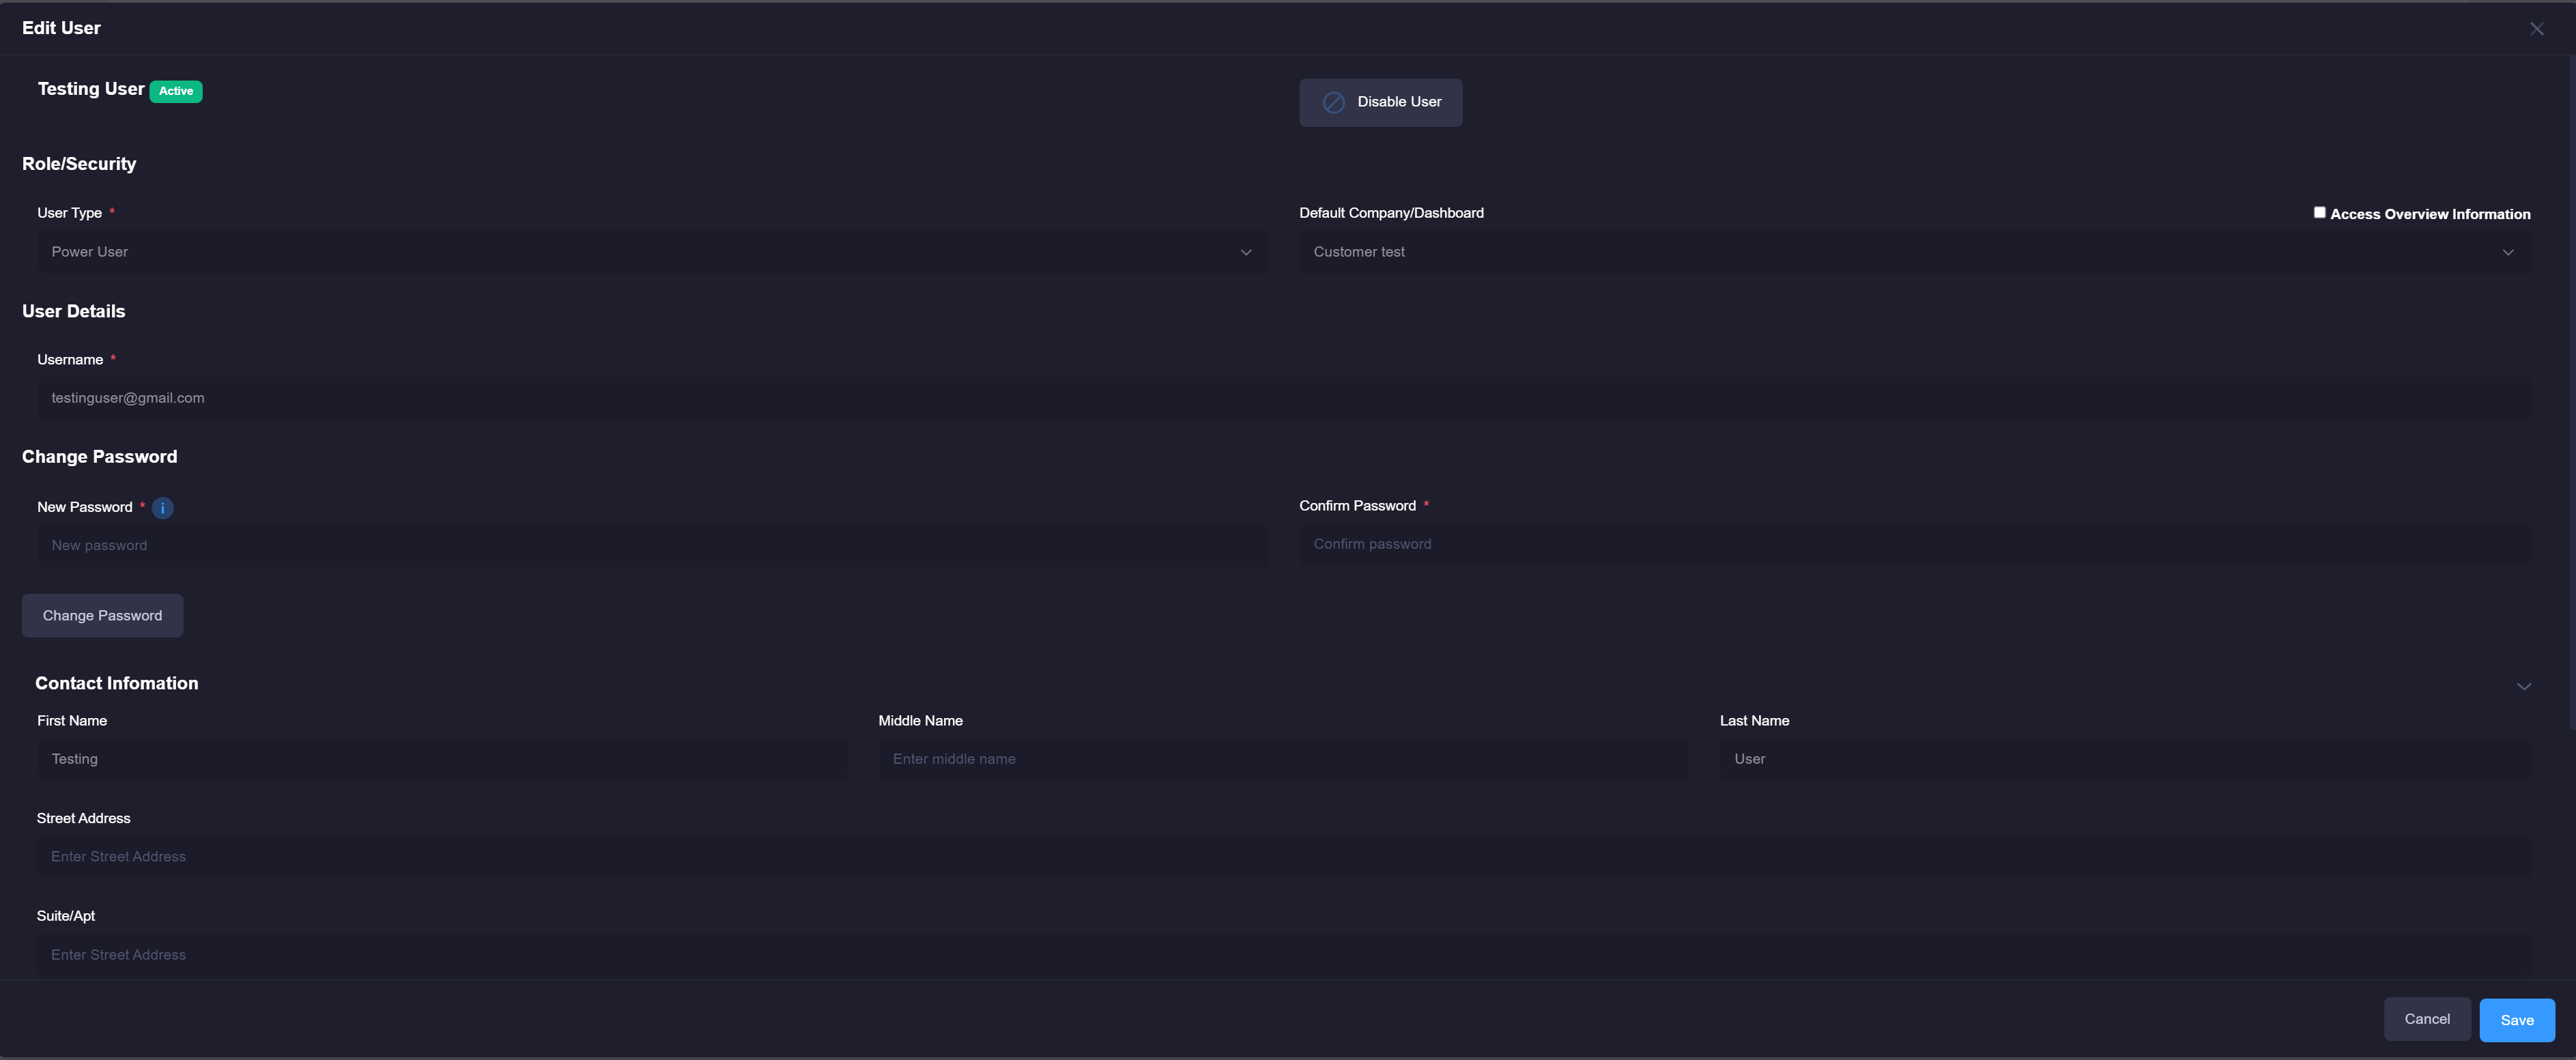 Edit User
Testing User Active
Disable User
Role/Security
User Type *
Default Company/Dashboard
Access Overview Information
Power User
Customer test
User Details
Username *
testinguser@gmail.com
Change Password
New Password * i
Confirm Password *
New password
Confirm password
Change Password
Contact Infomation
First Name
Middle Name
Last Name
Testing
Enter middle name
User
Street Address
Enter Street Address
Suite/Apt
Enter Street Address
Cancel
Save